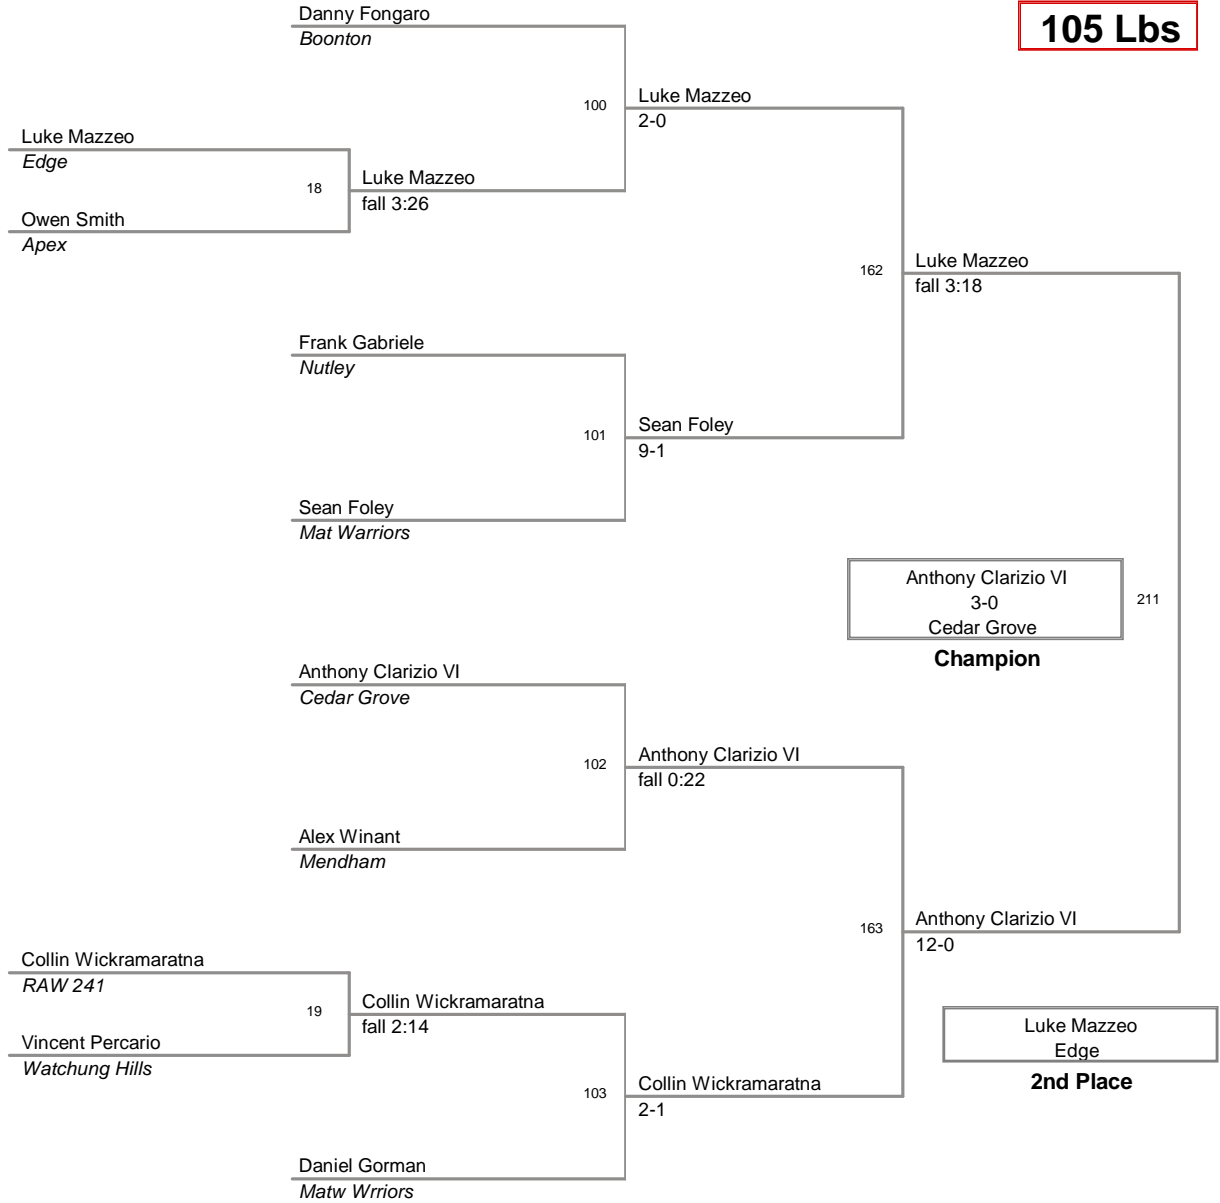 Danny Fongaro
Boonton
105 Lbs
100
Luke Mazzeo
2-0
Luke Mazzeo
Edge
18
Luke Mazzeo
fall 3:26
Owen Smith
Apex
162
Luke Mazzeo
fall 3:18
Frank Gabriele
Nutley
101
Sean Foley
9-1
Sean Foley
Mat Warriors
Anthony Clarizio VI
3-0
Cedar Grove
211
Champion
Anthony Clarizio VI
Cedar Grove
102
Anthony Clarizio VI
fall 0:22
Alex Winant
Mendham
163
Anthony Clarizio VI
12-0
Collin Wickramaratna
RAW 241
19
Collin Wickramaratna
fall 2:14
Vincent Percario
Watchung Hills
Luke Mazzeo
Edge
2nd Place
103
Collin Wickramaratna
2-1
Daniel Gorman
Matw Wrriors